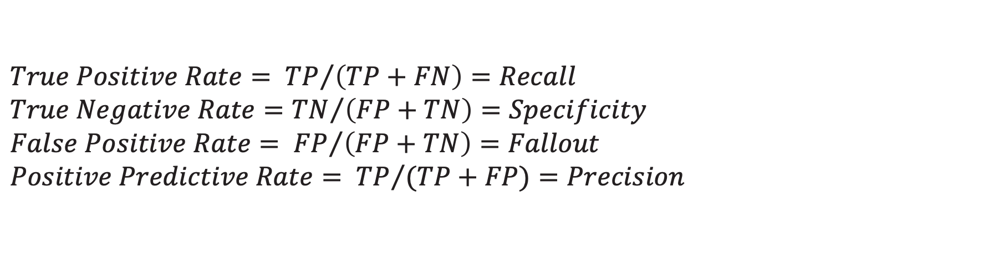 True Positive Rate = TP/(TP + FN) = Recall
True Negative Rate = TN/(FP + TN) = Specificity
False Positive Rate = FP/(FP + TN) = Fallout
Positive Predictive Rate = TP/(TP + FP) = Precision